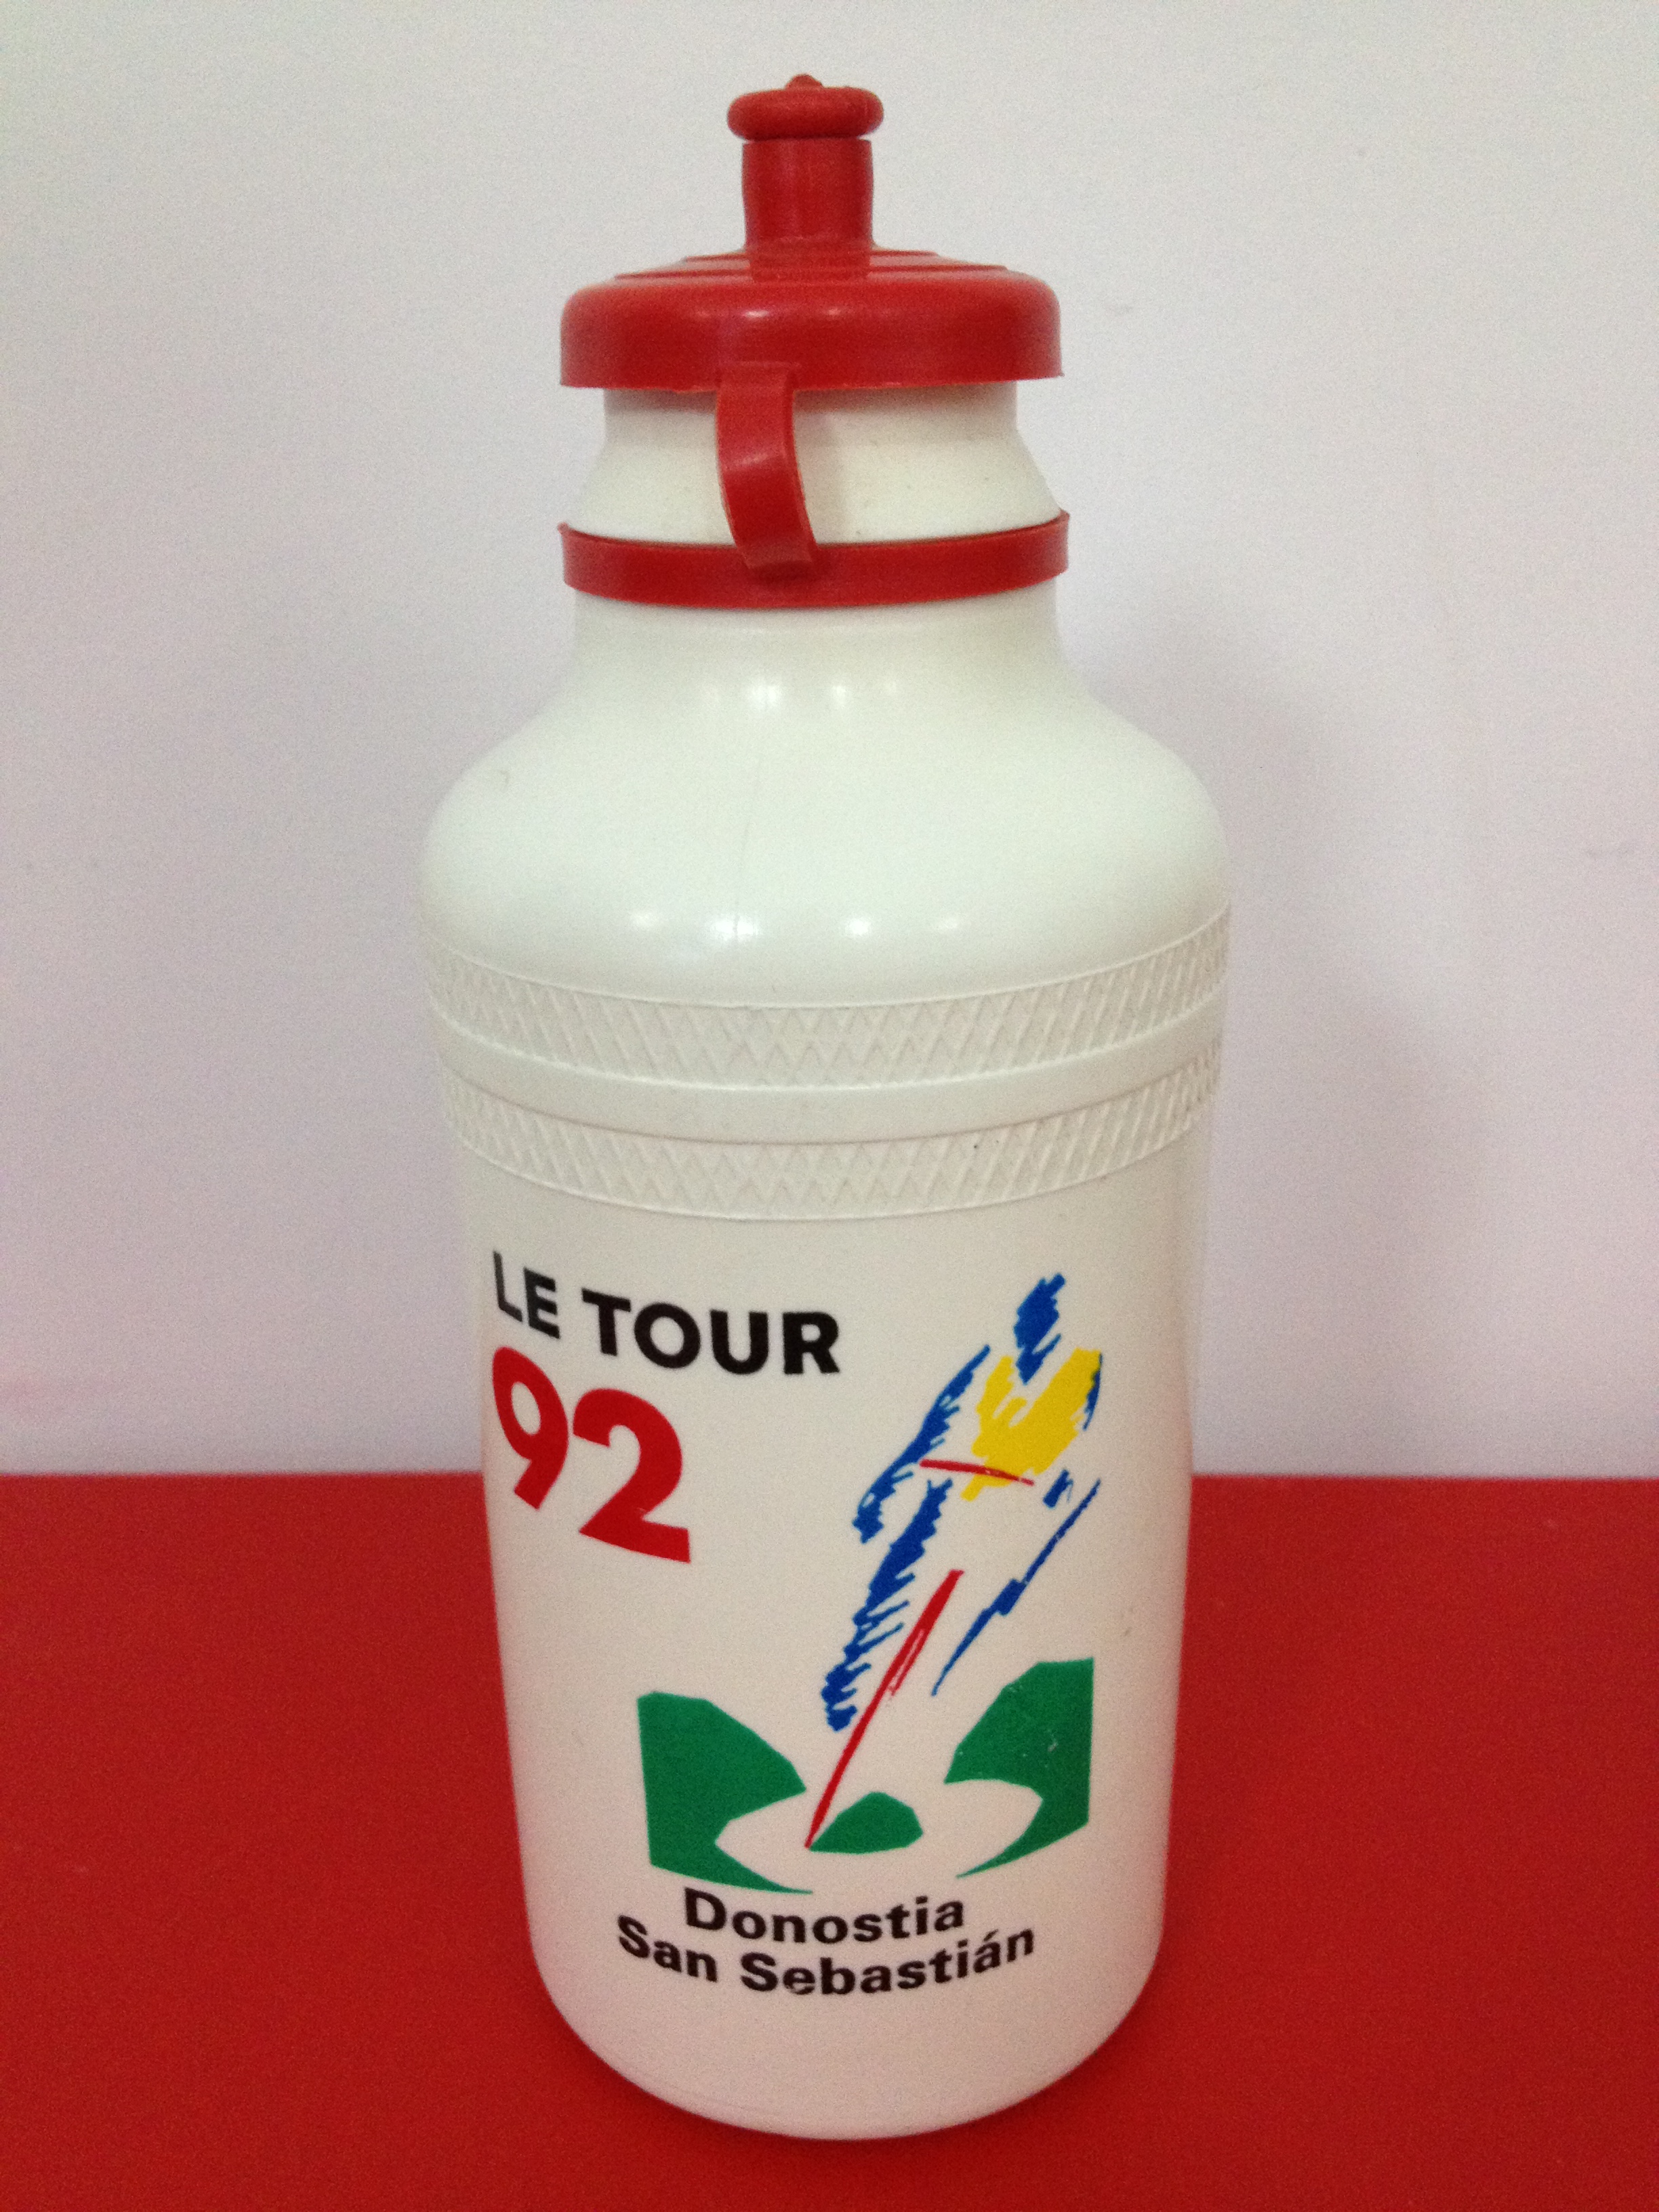 LE TOUR
92
Donostia
San Sebastián